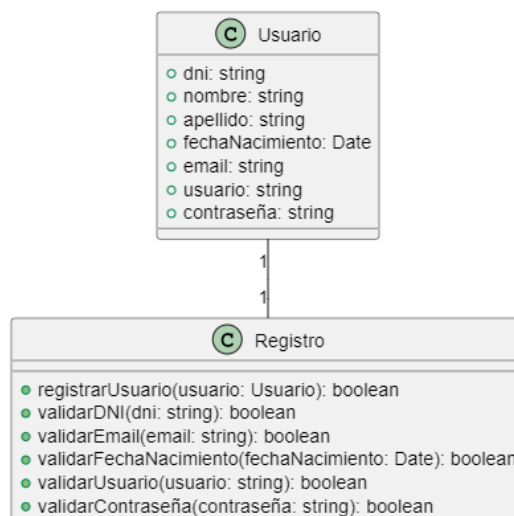 C Usuario
dni: string
nombre: string
apellido: string
fechaNacimiento: Date
email: string
usuario: string
contraseña: string
1
1
C Registro
registrarUsuario(usuario: Usuario): boolean
validarDNI(dni: string): boolean
validarEmail(email: string): boolean
validarFechaNacimiento(fechaNacimiento: Date): boolean
validarUsuario(usuario: string): boolean
validarContraseña(contraseña: string): boolean